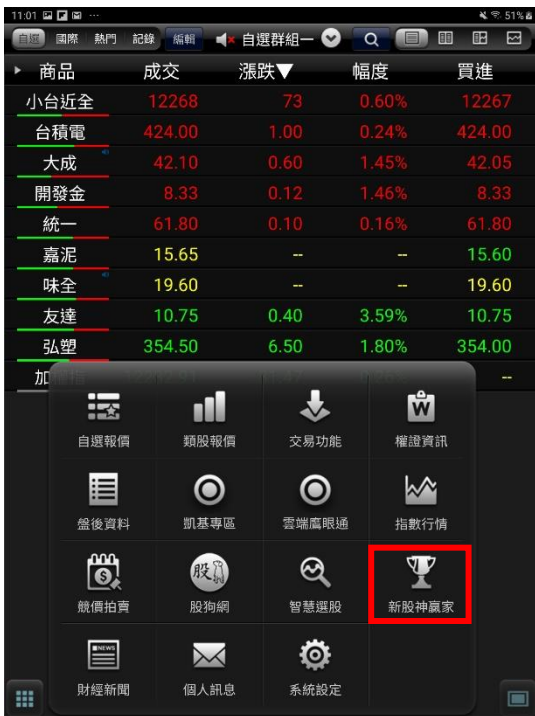 11:01 51%
自選 國際 熱門 記錄 編輯 自選群組一
商品 成交 漲跌▼ 幅度 買進
小台近全 12268 73 0.60% 12267
台積電 424.00 1.00 0.24% 424.00
大成 42.10 0.60 1.45% 42.05
開發金 8.33 0.12 1.46% 8.33
統一 61.80 0.10 0.16% 61.80
嘉泥 15.65 -- -- 15.60
味全 19.60 -- -- 19.60
友達 10.75 0.40 3.59% 10.75
弘塑 354.50 6.50 1.80% 354.00
加 --
自選報價 類股報價 交易功能 權證資訊
盤後資料 凱基專區 雲端鷹眼通 指數行情
股
競價拍賣 股狗網 智慧選股 新股神贏家
NEWS
財經新聞 個人訊息 系統設定